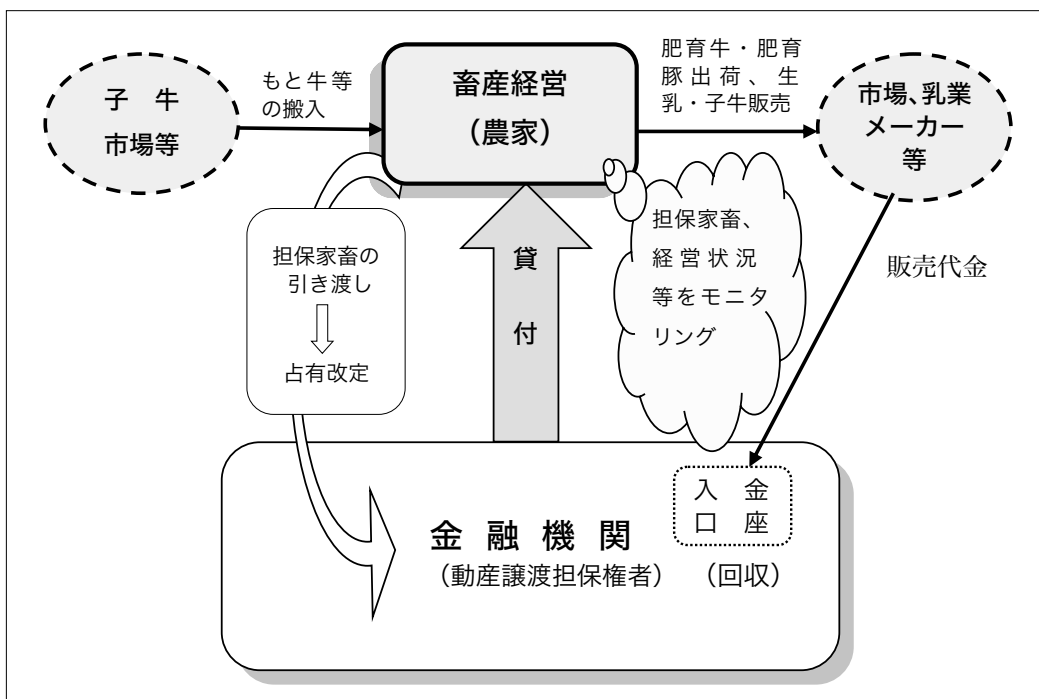 子 牛
市場等
もと牛等
の搬入
畜産経営
（農家）
肥育牛・肥育
豚出荷、生
乳・子牛販売
市場、乳業
メーカー
等
担保家畜の
引き渡し
占有改定
貸
付
担保家畜、
経営状況
等をモニタ
リング
販売代金
入 金
口 座
金融機関
（動産譲渡担保権者）
（回収）